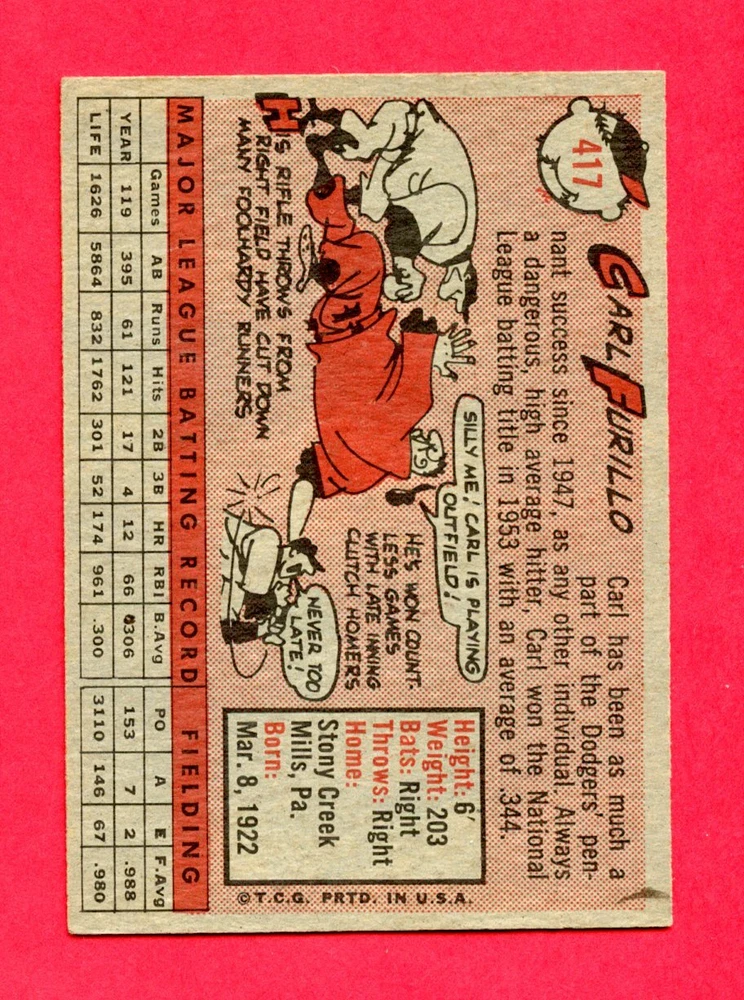 417
CARL FURILLO
Carl has been as much a
part of the Dodgers' pen-
nant success since 1947, as any other individual. Always
a dangerous, high average hitter, Carl won the National
League batting title in 1953 with an average of .344.
HIS RIFLE THROWS FROM
RIGHT FIELD HAVE CUT DOWN
MANY FOOLHARDY RUNNERS
SILLY ME! CARL IS PLAYING
OUTFIELD!
HE'S WON COUNT-
LESS GAMES
WITH LATE INNING
CLUTCH HOMERS
NEVER TOO
LATE!
Height: 6'
Weight: 203
Bats: Right
Throws: Right
Home:
Stony Creek
Mills, Pa.
Born:
Mar. 8, 1922
©T.C.G. PRTD. IN U.S.A.
MAJOR LEAGUE BATTING RECORD FIELDING
Games AB Runs Hits 2B 3B HR RBI B.Avg PO A E F.Avg
YEAR 119 395 61 121 17 4 12 66 .306 153 7 2 .988
LIFE 1626 5864 832 1762 301 52 174 961 .300 3110 146 67 .980